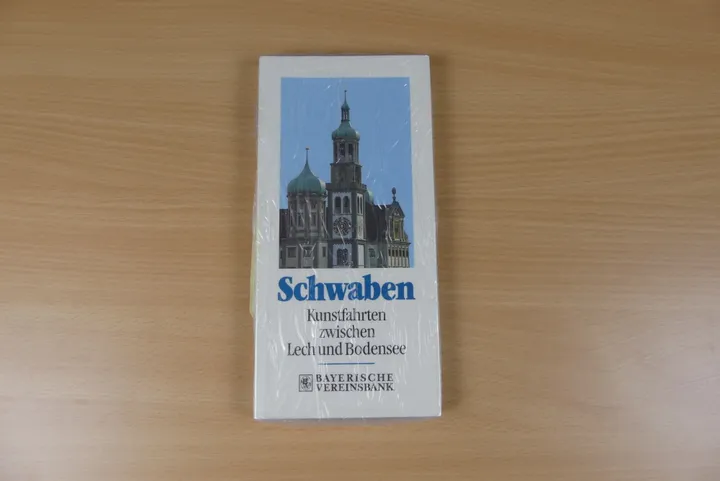 Schwaben
Kunstfahrten
zwischen
Lech und Bodensee
BAYERISCHE
VEREINSBANK